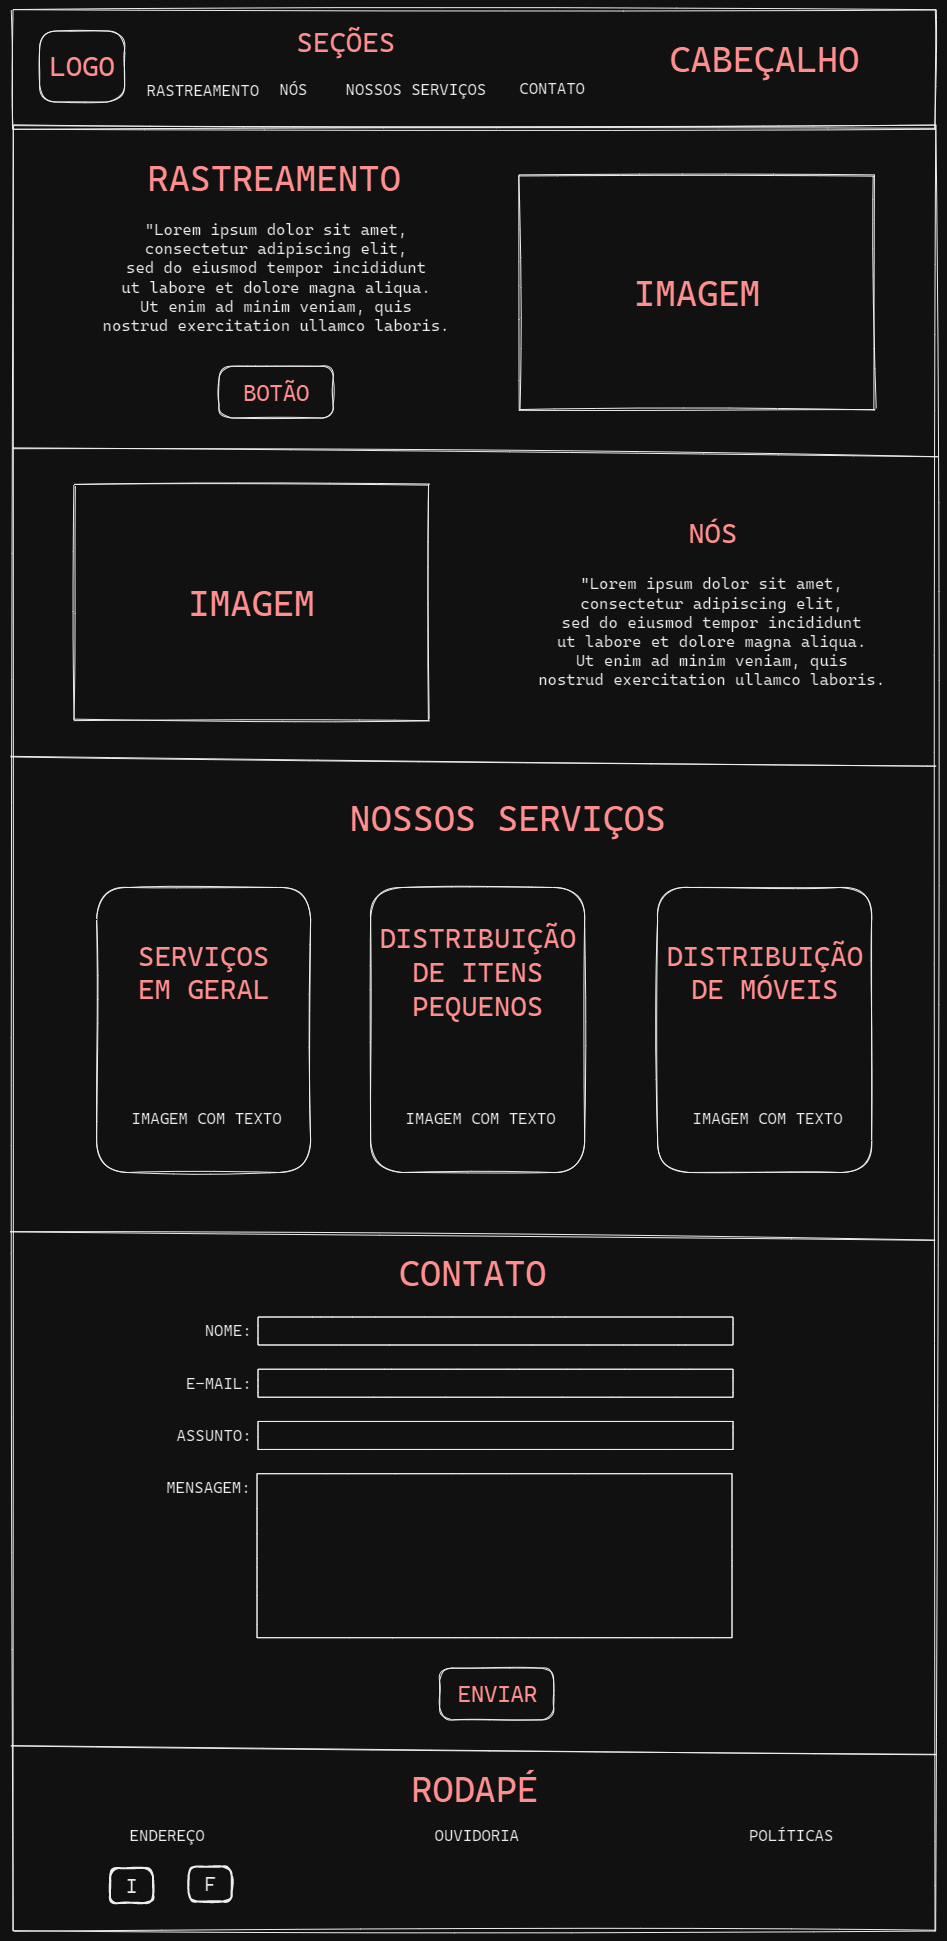 LOGO
SEÇÕES
CABEÇALHO
RASTREAMENTO
NÓS
NOSSOS SERVIÇOS
CONTATO
RASTREAMENTO
"Lorem ipsum dolor sit amet,
consectetur adipiscing elit,
sed do eiusmod tempor incididunt
ut labore et dolore magna aliqua.
Ut enim ad minim veniam, quis
nostrud exercitation ullamco laboris.
BOTÃO
IMAGEM
IMAGEM
NÓS
"Lorem ipsum dolor sit amet,
consectetur adipiscing elit,
sed do eiusmod tempor incididunt
ut labore et dolore magna aliqua.
Ut enim ad minim veniam, quis
nostrud exercitation ullamco laboris.
NOSSOS SERVIÇOS
SERVIÇOS
EM GERAL
IMAGEM COM TEXTO
DISTRIBUIÇÃO
DE ITENS
PEQUENOS
IMAGEM COM TEXTO
DISTRIBUIÇÃO
DE MÓVEIS
IMAGEM COM TEXTO
CONTATO
NOME:
E-MAIL:
ASSUNTO:
MENSAGEM:
ENVIAR
RODAPÉ
ENDEREÇO
OUVIDORIA
POLÍTICAS
I
F